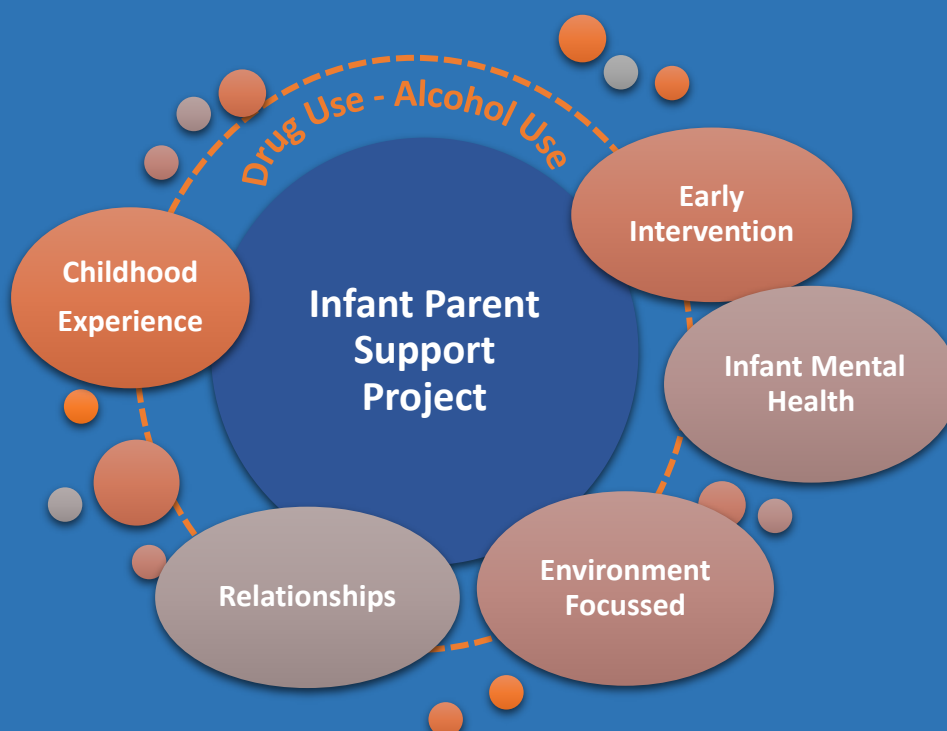 Drug Use - Alcohol Use
Early
Intervention
Childhood
Experience
Infant Parent
Support
Project
Infant Mental
Health
Environment
Focussed
Relationships